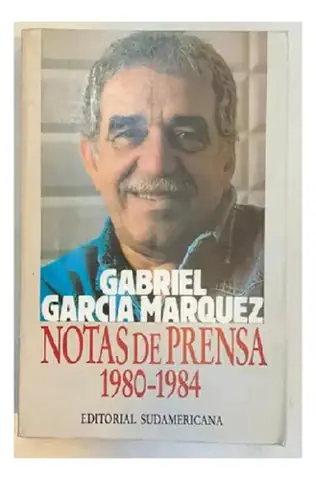 GABRIEL
GARCIA MARQUEZ
NOTAS DE PRENSA
1980-1984
EDITORIAL SUDAMERICANA